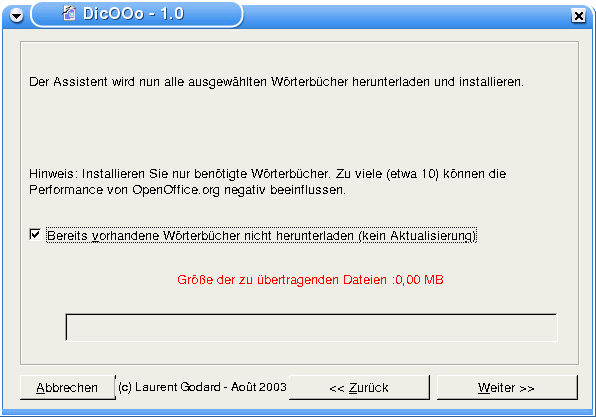 DicOOo - 1.0
Der Assistent wird nun alle ausgewählten Wörterbücher herunterladen und installieren.
Hinweis: Installieren Sie nur benötigte Wörterbücher. Zu viele (etwa 10) können die
Performance von OpenOffice.org negativ beeinflussen.
Bereits vorhandene Wörterbücher nicht herunterladen (kein Aktualisierung)
Größe der zu übertragenden Dateien :0,00 MB
Abbrechen (c) Laurent Godard - Août 2003 << Zurück Weiter >>